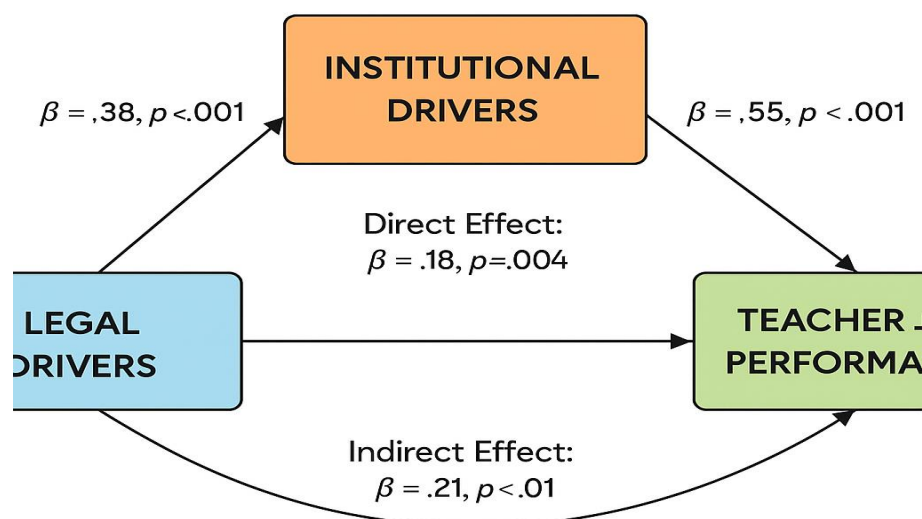 INSTITUTIONAL
DRIVERS
β = .38, p <.001
β = .55, p < .001
Direct Effect:
β = .18, p=.004
LEGAL
DRIVERS
TEACHER
PERFORMA
Indirect Effect:
β = .21, p<.01